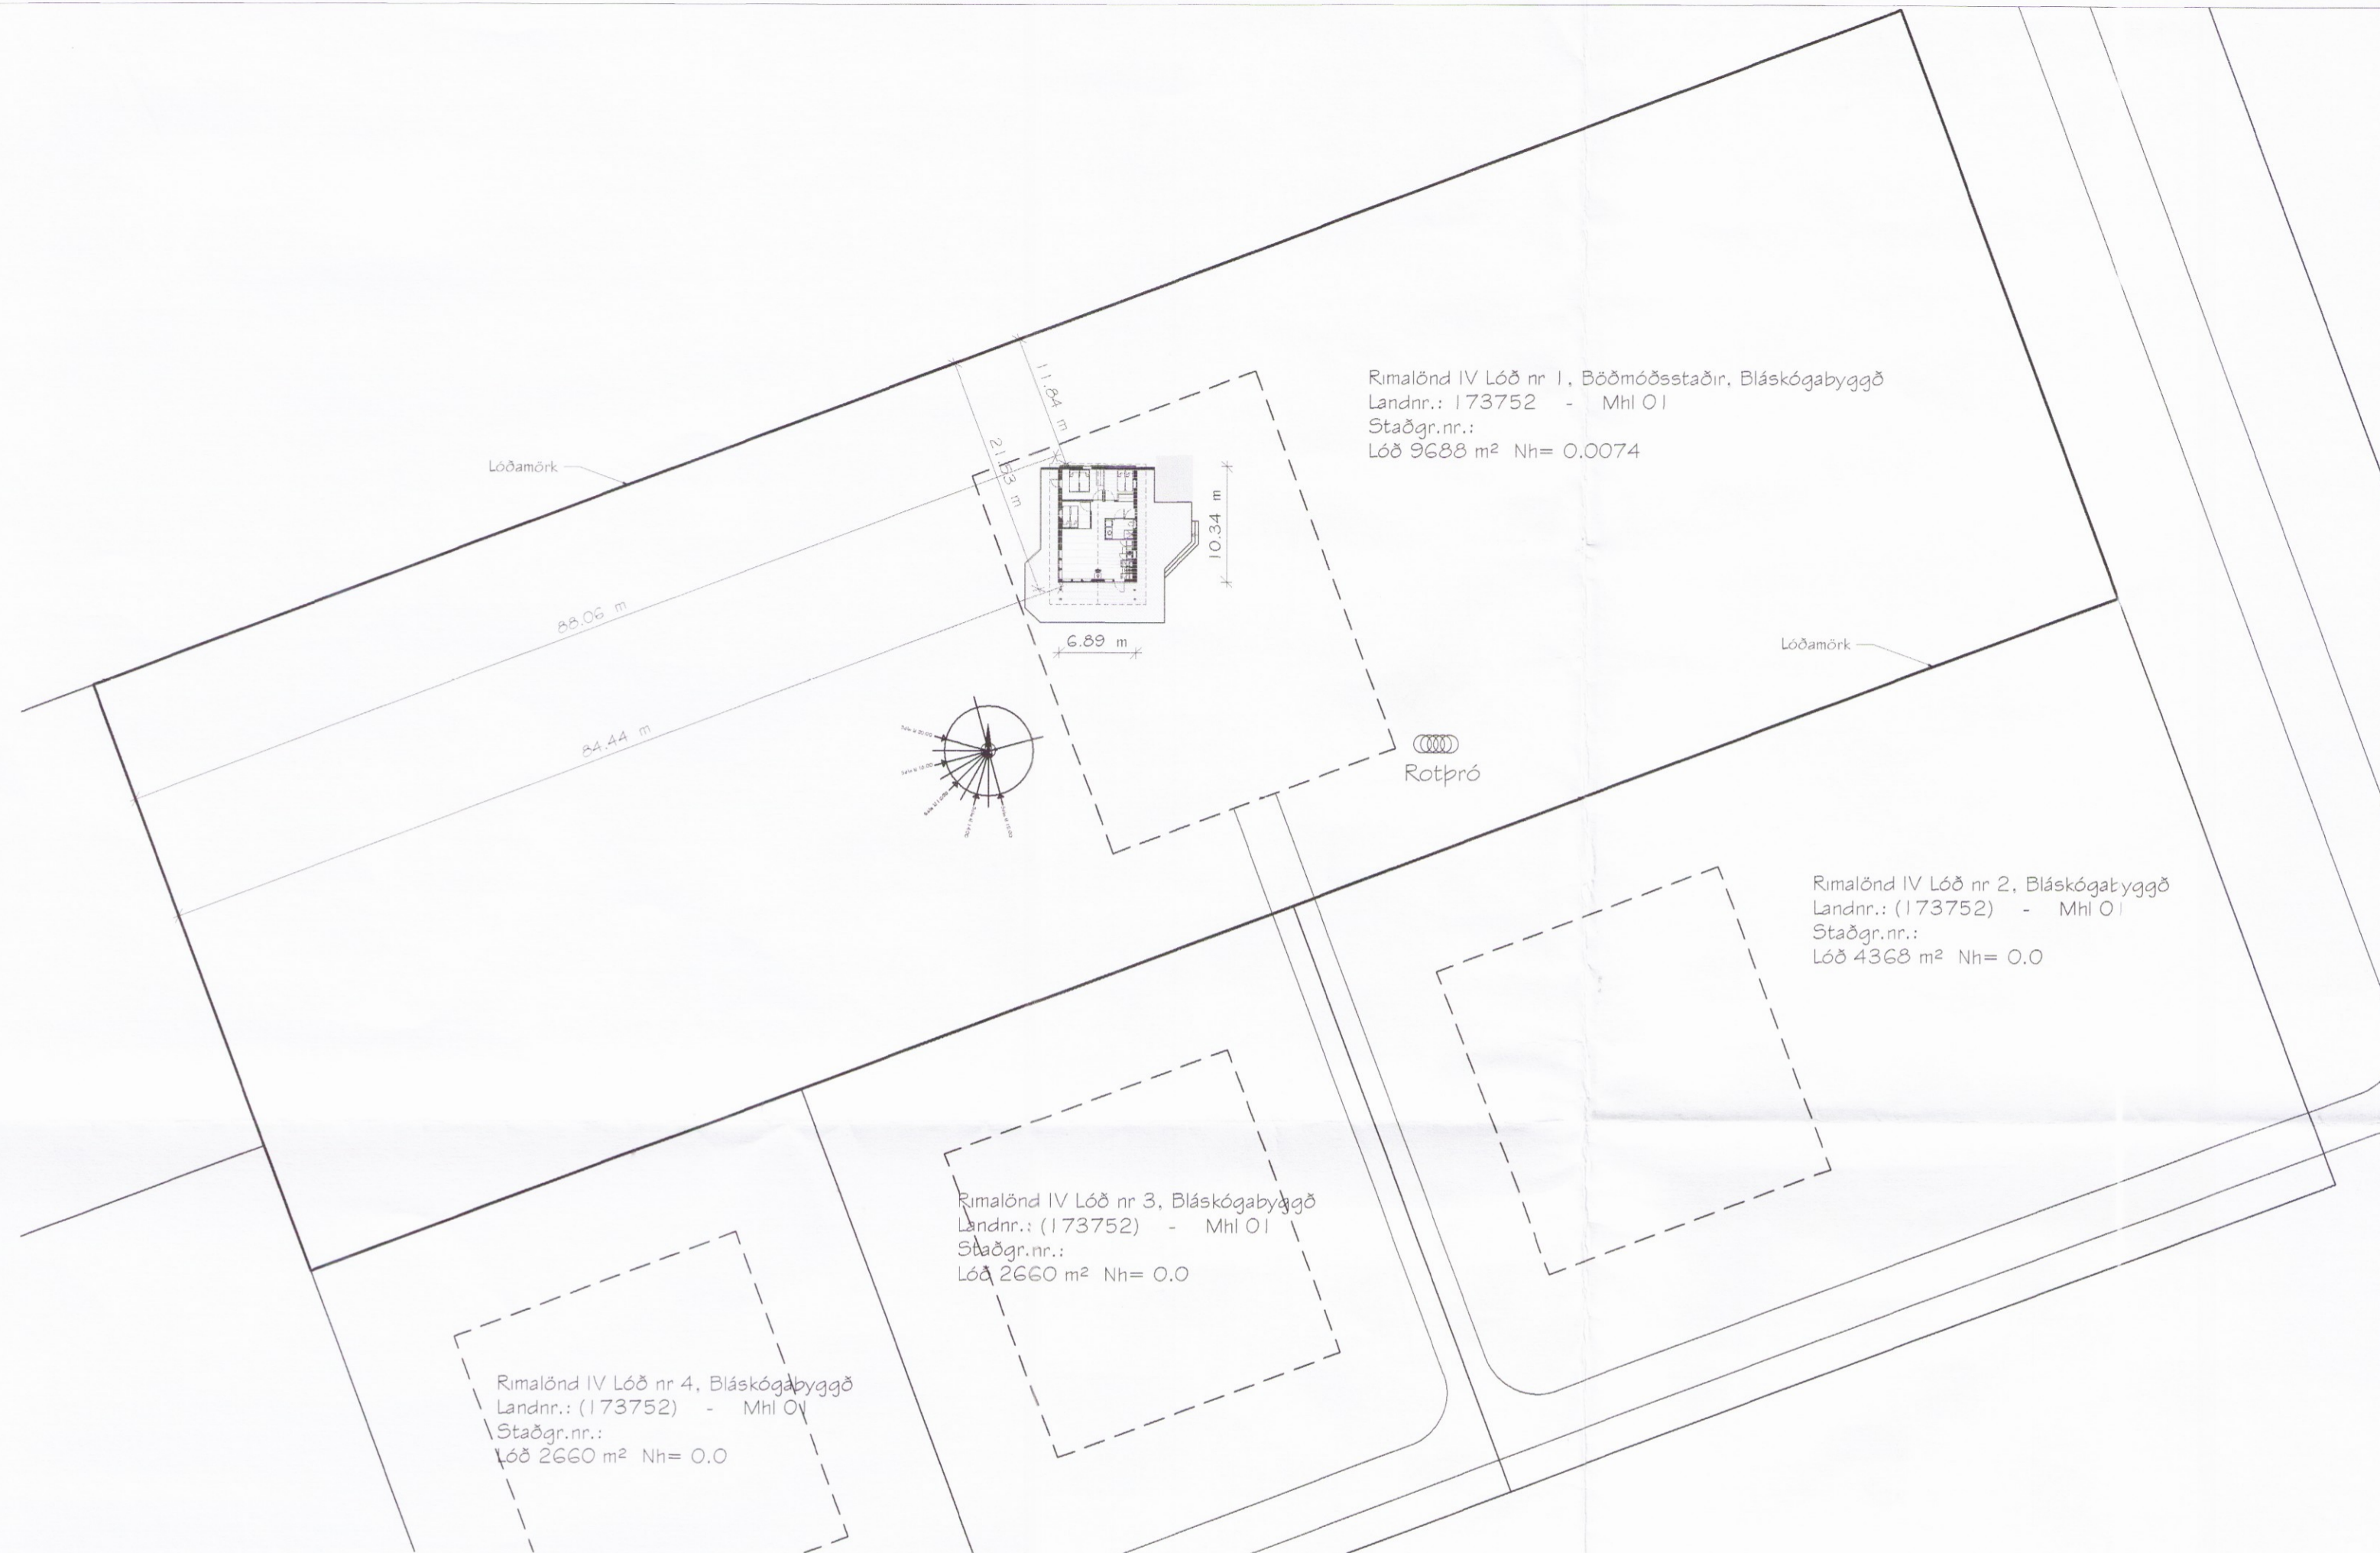 Rimalönd IV Lóð nr 1, Böðmóðsstaðir, Bláskógabyggð
Landnr.: 173752 - Mhl 01
Staðgr.nr.:
Lóð 9688 m² Nh= 0.0074
11.84 m
21.63 m
Lóðamörk
10.34 m
88.06 m
6.89 m
Lóðamörk
84.44 m
Rotþró
Rimalönd IV Lóð nr 2, Bláskógabyggð
Landnr.: (173752) - Mhl 01
Staðgr.nr.:
Lóð 4368 m² Nh= 0.0
Rimalönd IV Lóð nr 3, Bláskógabyggð
Landnr.: (173752) - Mhl 01
Staðgr.nr.:
Lóð 2660 m² Nh= 0.0
Rimalönd IV Lóð nr 4, Bláskógabyggð
Landnr.: (173752) - Mhl 01
Staðgr.nr.:
Lóð 2660 m² Nh= 0.0